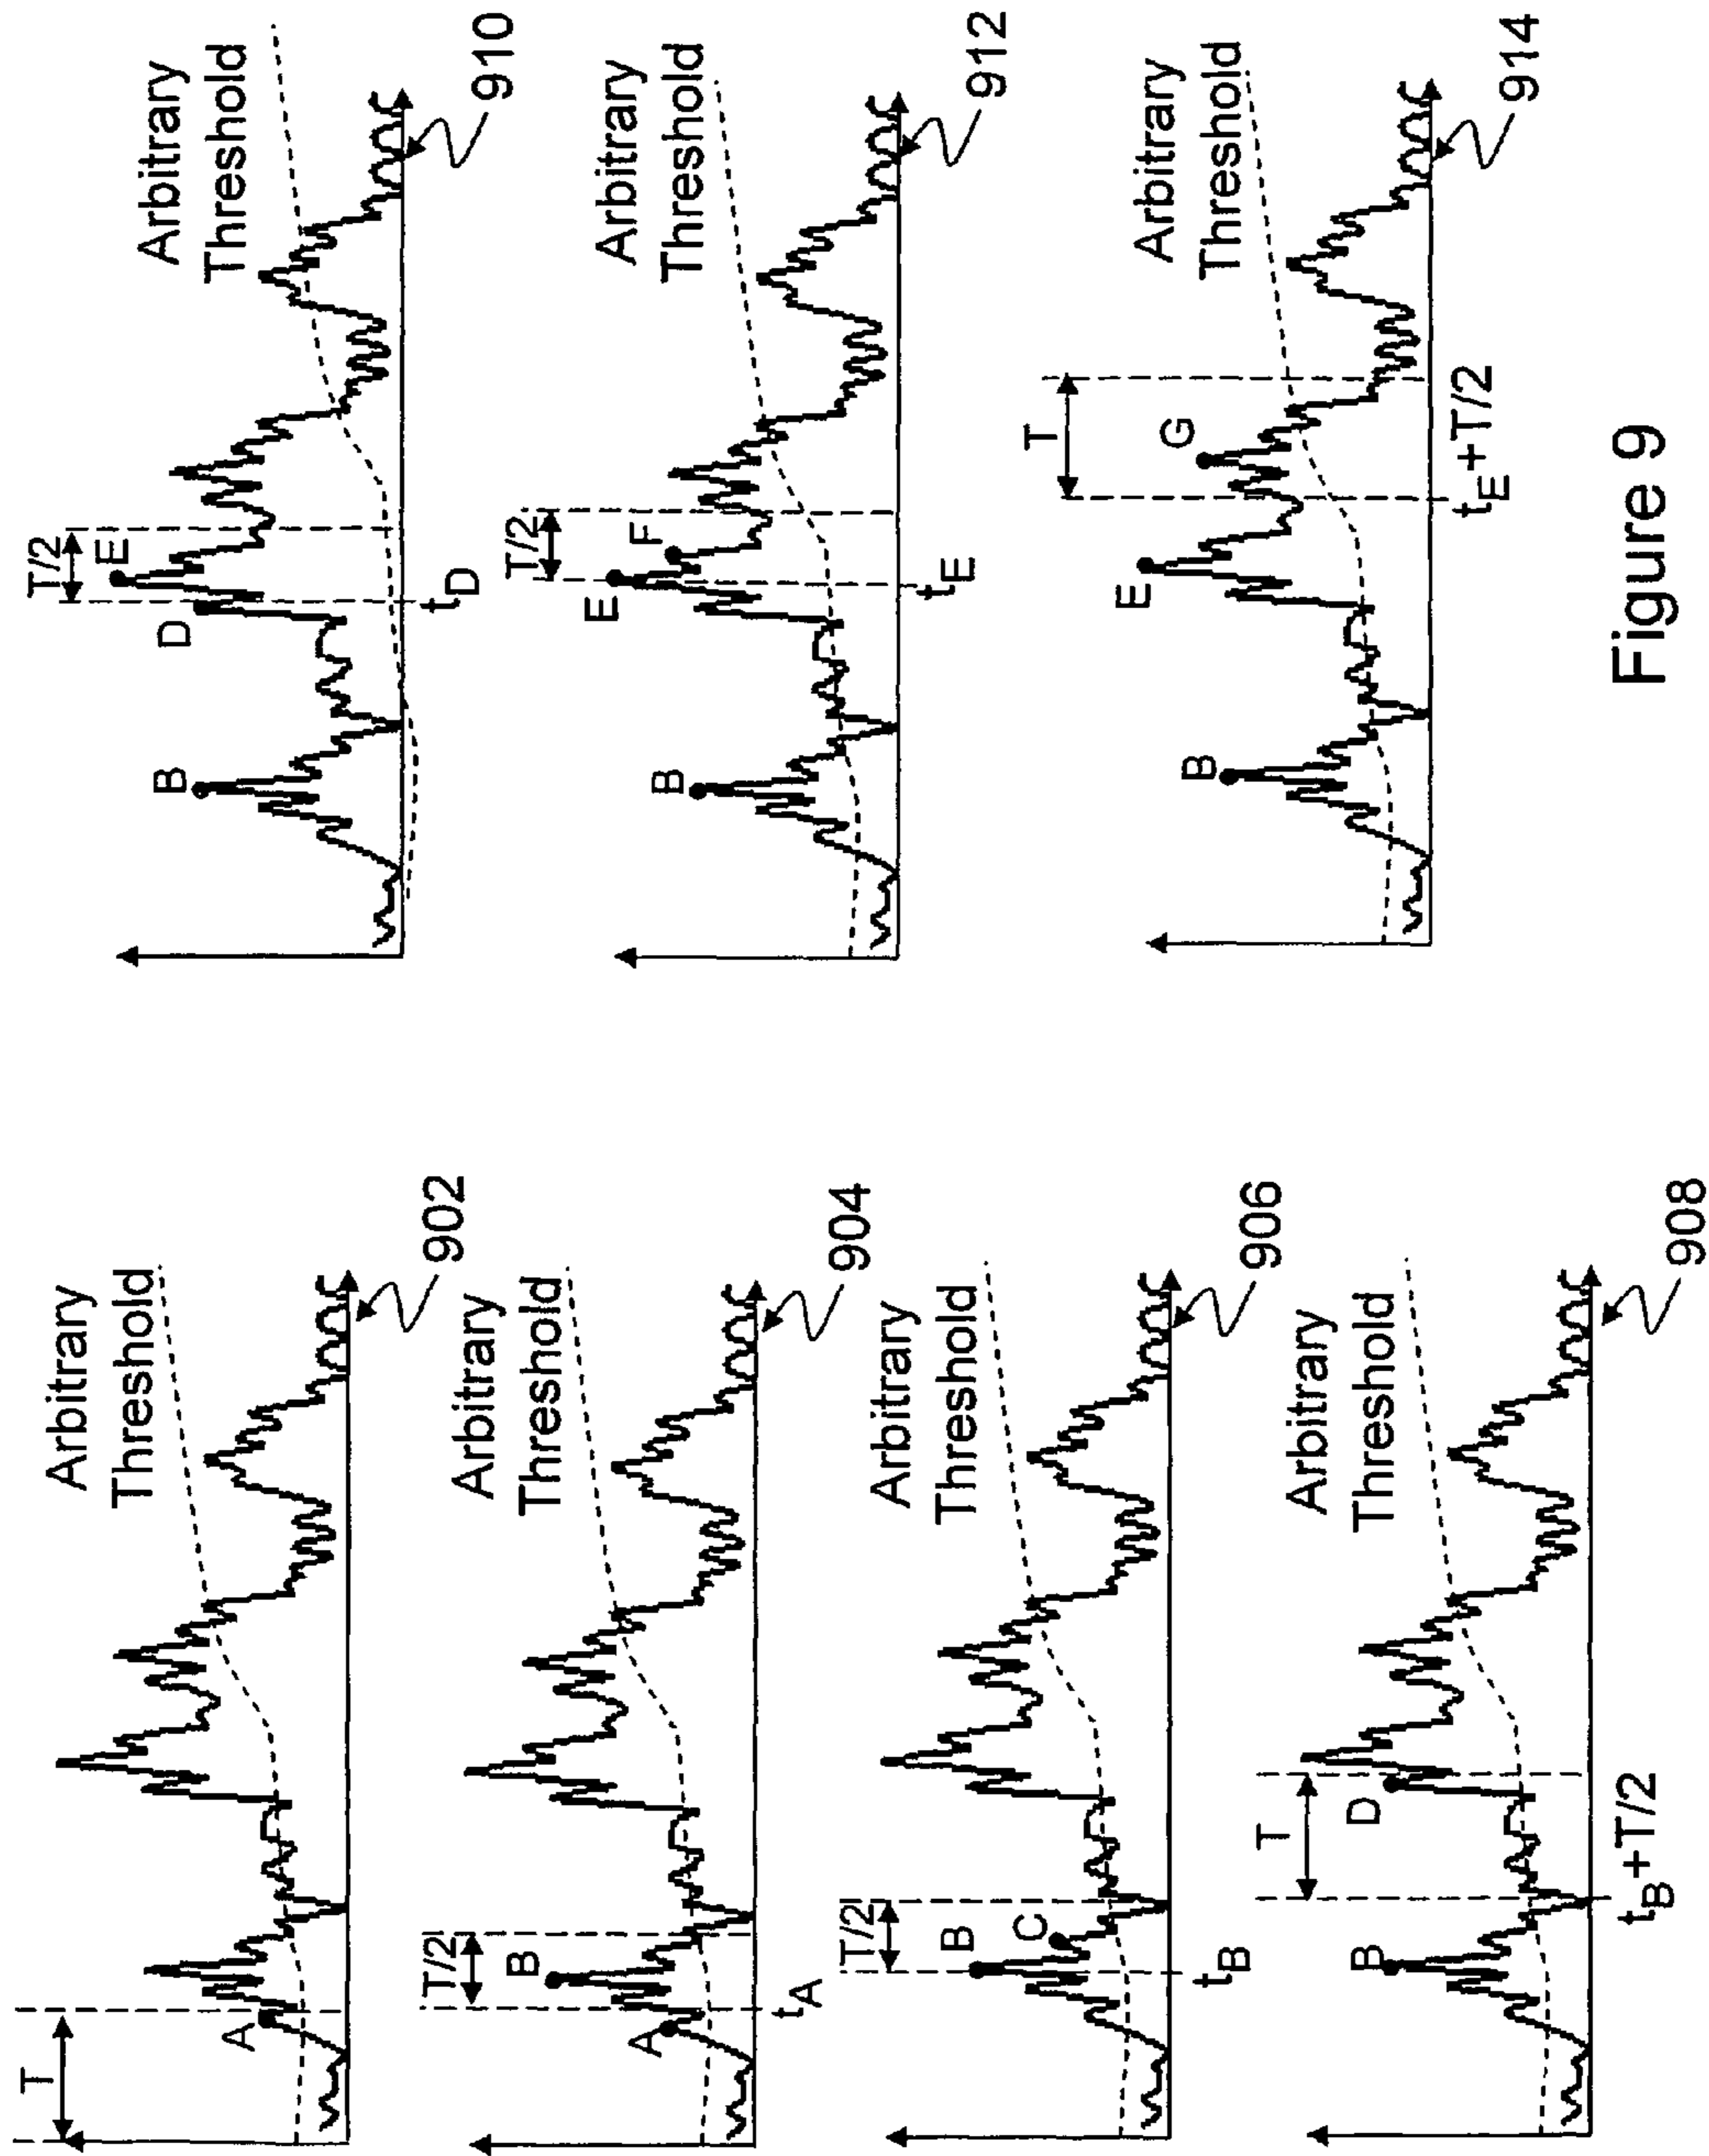 T
A
Arbitrary
Threshold
902
T/2
A
B
t_A
Arbitrary
Threshold
904
T/2
B
C
t_B
Arbitrary
Threshold
906
T
B
D
t_B+T/2
Arbitrary
Threshold
908
T/2
B
D
E
t_D
Arbitrary
Threshold
910
T/2
B
E
F
t_E
Arbitrary
Threshold
912
T
B
E
G
t_E+T/2
Arbitrary
Threshold
914
Figure 9